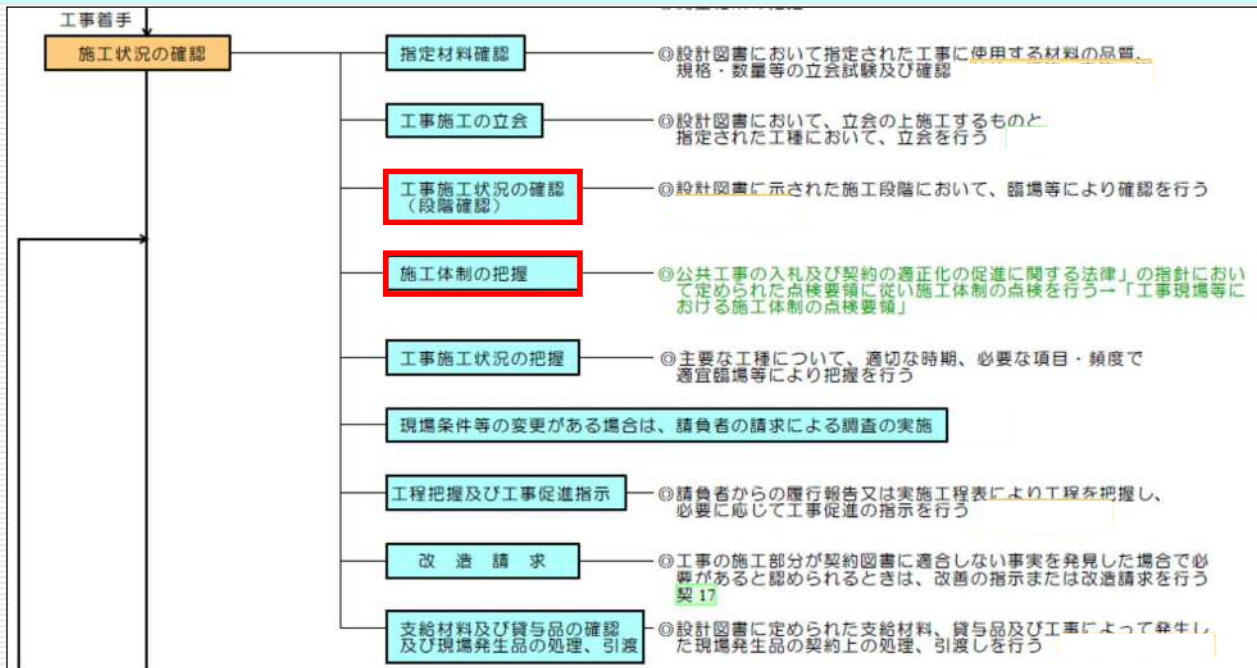 工事着手
施工状況の確認
指定材料確認
◎設計図書において指定された工事に使用する材料の品質、
規格・数量等の立会試験及び確認
工事施工の立会
◎設計図書において、立会の上施工するものと
指定された工種において、立会を行う
工事施工状況の確認
（段階確認）
◎設計図書に示された施工段階において、臨場等により確認を行う
施工体制の把握
◎公共工事の入札及び契約の適正化の促進に関する法律」の指針におい
て定められた点検要領に従い施工体制の点検を行う→「工事現場等に
おける施工体制の点検要領」
工事施工状況の把握
◎主要な工種について、適切な時期、必要な項目・頻度で
適宜臨場等により把握を行う
現場条件等の変更がある場合は、請負者の請求による調査の実施
工程把握及び工事促進指示
◎請負者からの履行報告又は実施工程表により工程を把握し、
必要に応じて工事促進の指示を行う
改造請求
◎工事の施工部分が契約図書に適合しない事実を発見した場合で必
要があると認められるときは、改善の指示または改造請求を行う
契 17
支給材料及び貸与品の確認
及び現場発生品の処理、引渡
◎設計図書に定められた支給材料、貸与品及び工事によって発生し
た現場発生品の契約上の処理、引渡しを行う